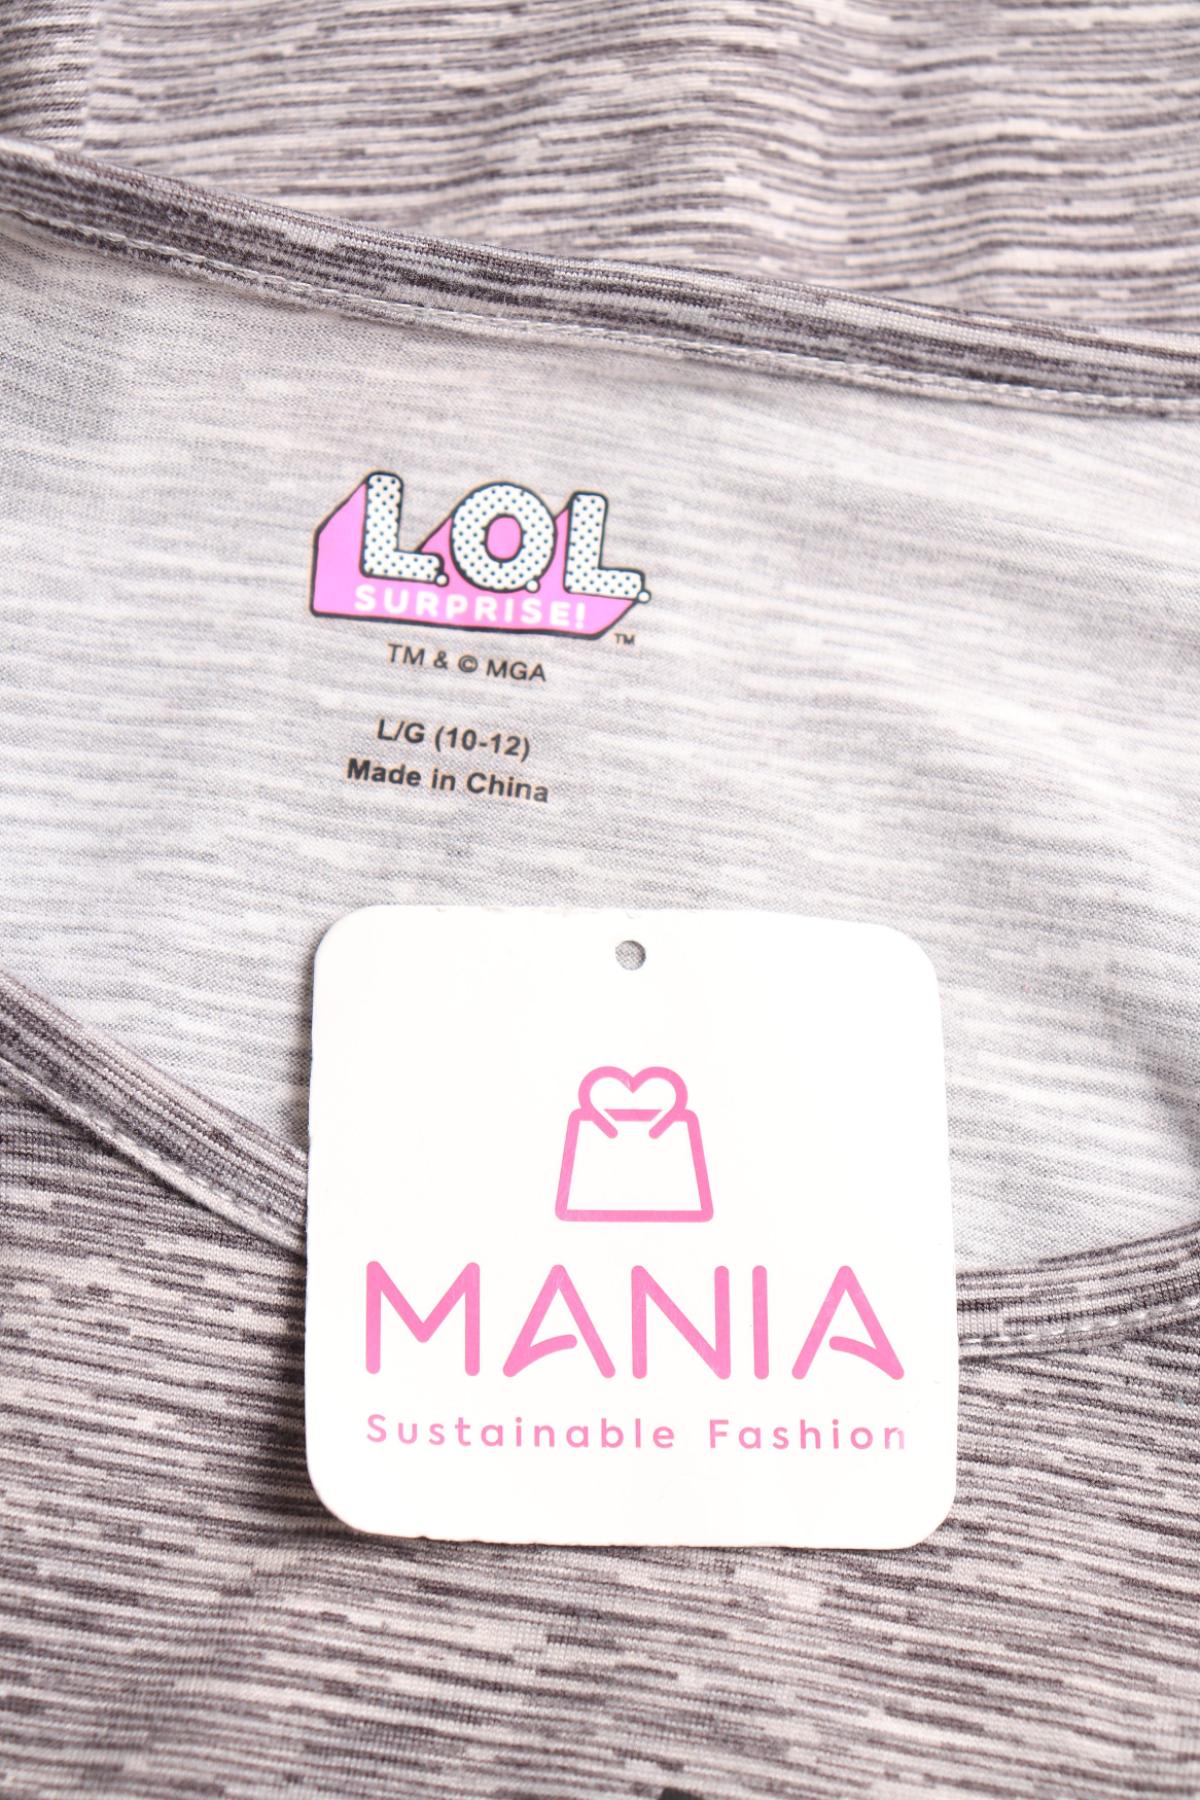 L.O.L.
SURPRISE!
TM
TM & © MGA
L/G (10-12)
Made in China
MANIA
Sustainable Fashion